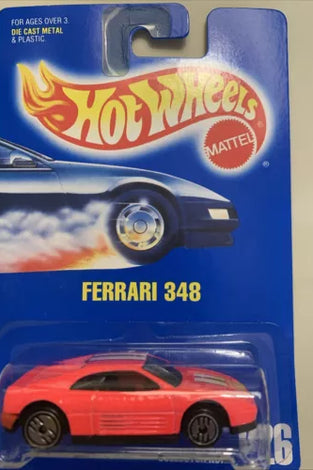 FOR AGES OVER 3.
DIE CAST METAL
& PLASTIC.
HOT WHEELS®
MATTEL
®
FERRARI 348